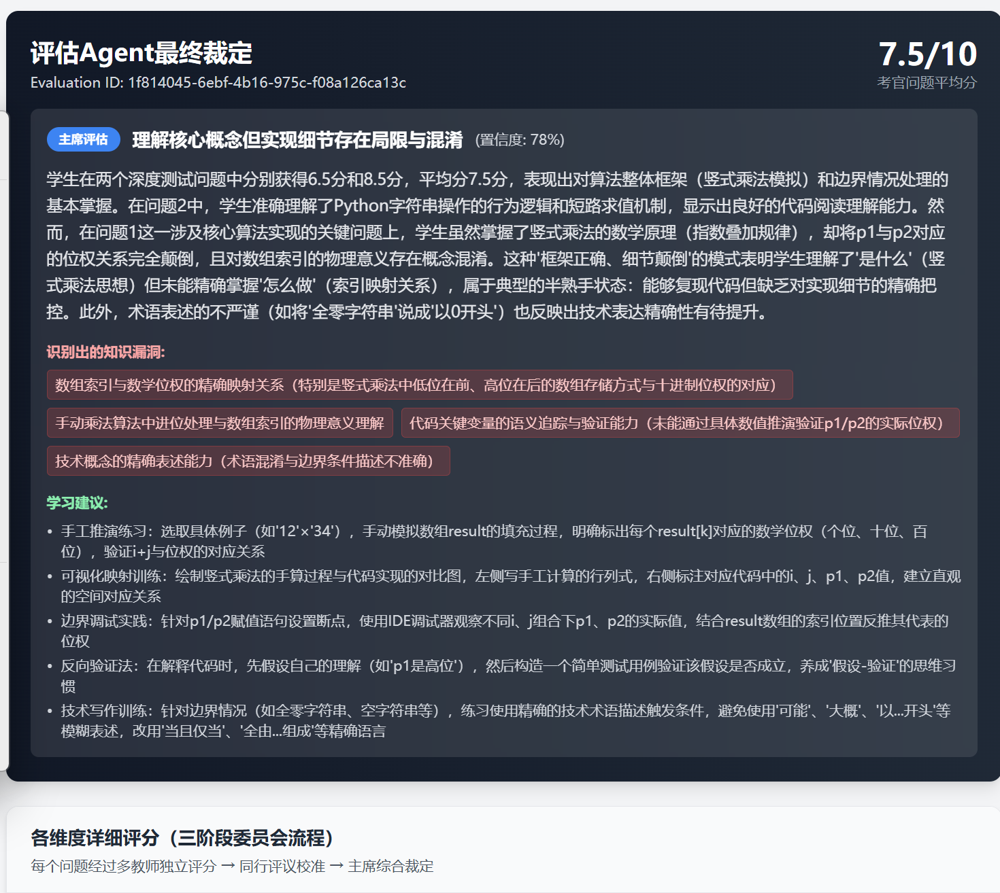 评估Agent最终裁定
7.5/10
Evaluation ID: 1f814045-6ebf-4b16-975c-f08a126ca13c
考官问题平均分
主席评估 理解核心概念但实现细节存在局限与混淆 (置信度: 78%)
学生在两个深度测试问题中分别获得6.5分和8.5分，平均分7.5分，表现出对算法整体框架（竖式乘法模拟）和边界情况处理的
基本掌握。在问题2中，学生准确理解了Python字符串操作的行为逻辑和短路求值机制，显示出良好的代码阅读理解能力。然
而，在问题1这一涉及核心算法实现的关键问题上，学生虽然掌握了竖式乘法的数学原理（指数叠加规律），却将p1与p2对应
的位权关系完全颠倒，且对数组索引的物理意义存在概念混淆。这种'框架正确、细节颠倒'的模式表明学生理解了'是什么'（竖
式乘法思想）但未能精确掌握'怎么做'（索引映射关系），属于典型的半熟手状态：能够复现代码但缺乏对实现细节的精确把
控。此外，术语表述的不严谨（如将'全零字符串'说成'以0开头'）也反映出技术表达精确性有待提升。
识别出的知识漏洞:
数组索引与数学位权的精确映射关系（特别是竖式乘法中低位在前、高位在后的数组存储方式与十进制位权的对应）
手动乘法算法中进位处理与数组索引的物理意义理解 代码关键变量的语义追踪与验证能力（未能通过具体数值推演验证p1/p2的实际位权）
技术概念的精确表述能力（术语混淆与边界条件描述不准确）
学习建议:
• 手工推演练习：选取具体例子（如'12'×'34'），手动模拟数组result的填充过程，明确标出每个result[k]对应的数学位权（个位、十位、百
位），验证i+j与位权的对应关系
• 可视化映射训练：绘制竖式乘法的手算过程与代码实现的对比图，左侧写手工计算的行列式，右侧标注对应代码中的i、j、p1、p2值，建立直观
的空间对应关系
• 边界调试实践：针对p1/p2赋值语句设置断点，使用IDE调试器观察不同i、j组合下p1、p2的实际值，结合result数组的索引位置反推其代表的
位权
• 反向验证法：在解释代码时，先假设自己的理解（如'p1是高位'），然后构造一个简单测试用例验证该假设是否成立，养成'假设-验证'的思维习
惯
• 技术写作训练：针对边界情况（如全零字符串、空字符串等），练习使用精确的技术术语描述触发条件，避免使用'可能'、'大概'、'以...开头'等
模糊表述，改用'当且仅当'、'全由...组成'等精确语言
各维度详细评分（三阶段委员会流程）
每个问题经过多教师独立评分 → 同行评议校准 → 主席综合裁定